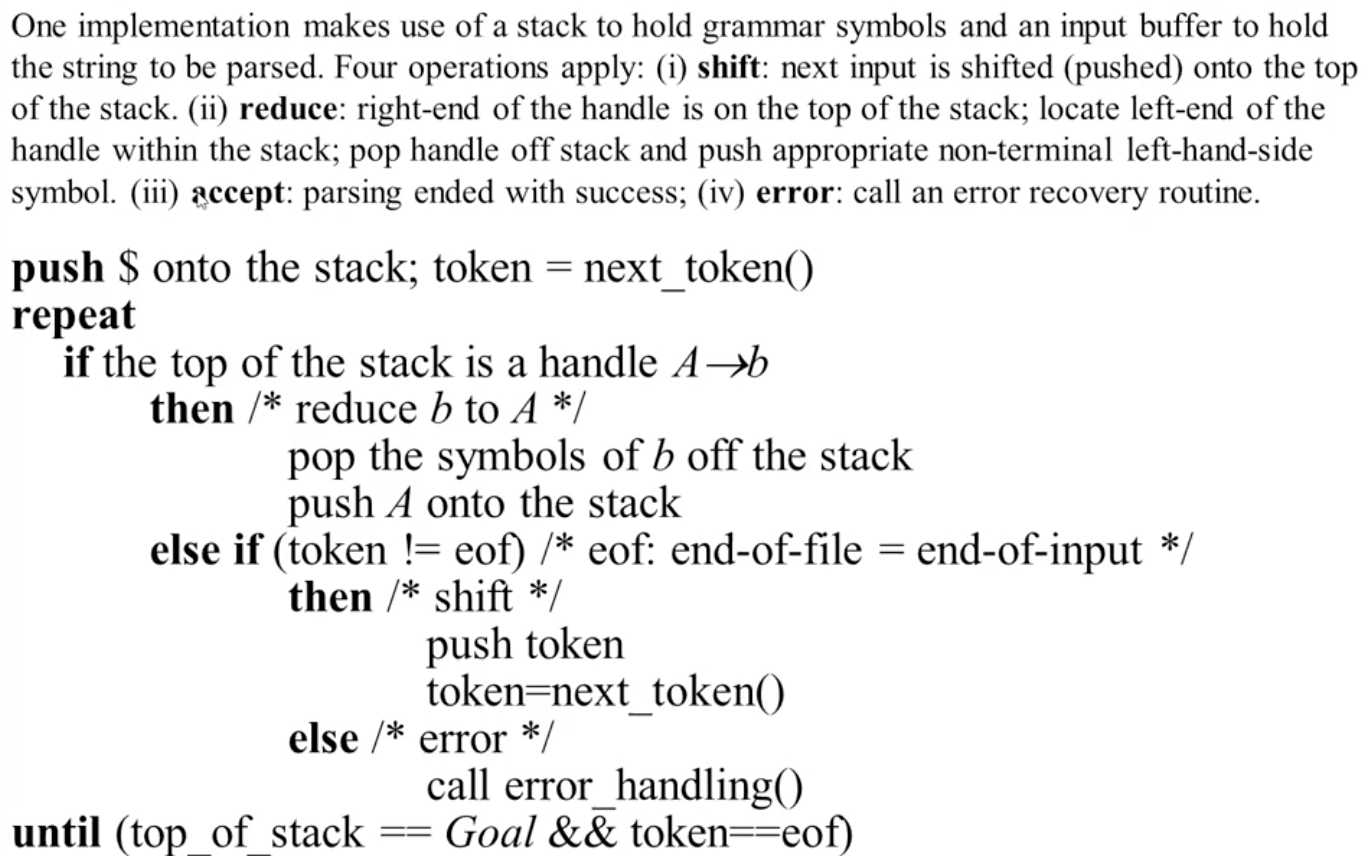 One implementation makes use of a stack to hold grammar symbols and an input buffer to hold
the string to be parsed. Four operations apply: (i) shift: next input is shifted (pushed) onto the top
of the stack. (ii) reduce: right-end of the handle is on the top of the stack; locate left-end of the
handle within the stack; pop handle off stack and push appropriate non-terminal left-hand-side
symbol. (iii) accept: parsing ended with success; (iv) error: call an error recovery routine.
push $ onto the stack; token = next_token()
repeat
if the top of the stack is a handle A→b
then /* reduce b to A */
pop the symbols of b off the stack
push A onto the stack
else if (token != eof) /* eof: end-of-file = end-of-input */
then /* shift */
push token
token=next_token()
else /* error */
call error_handling()
until (top_of_stack == Goal && token==eof)